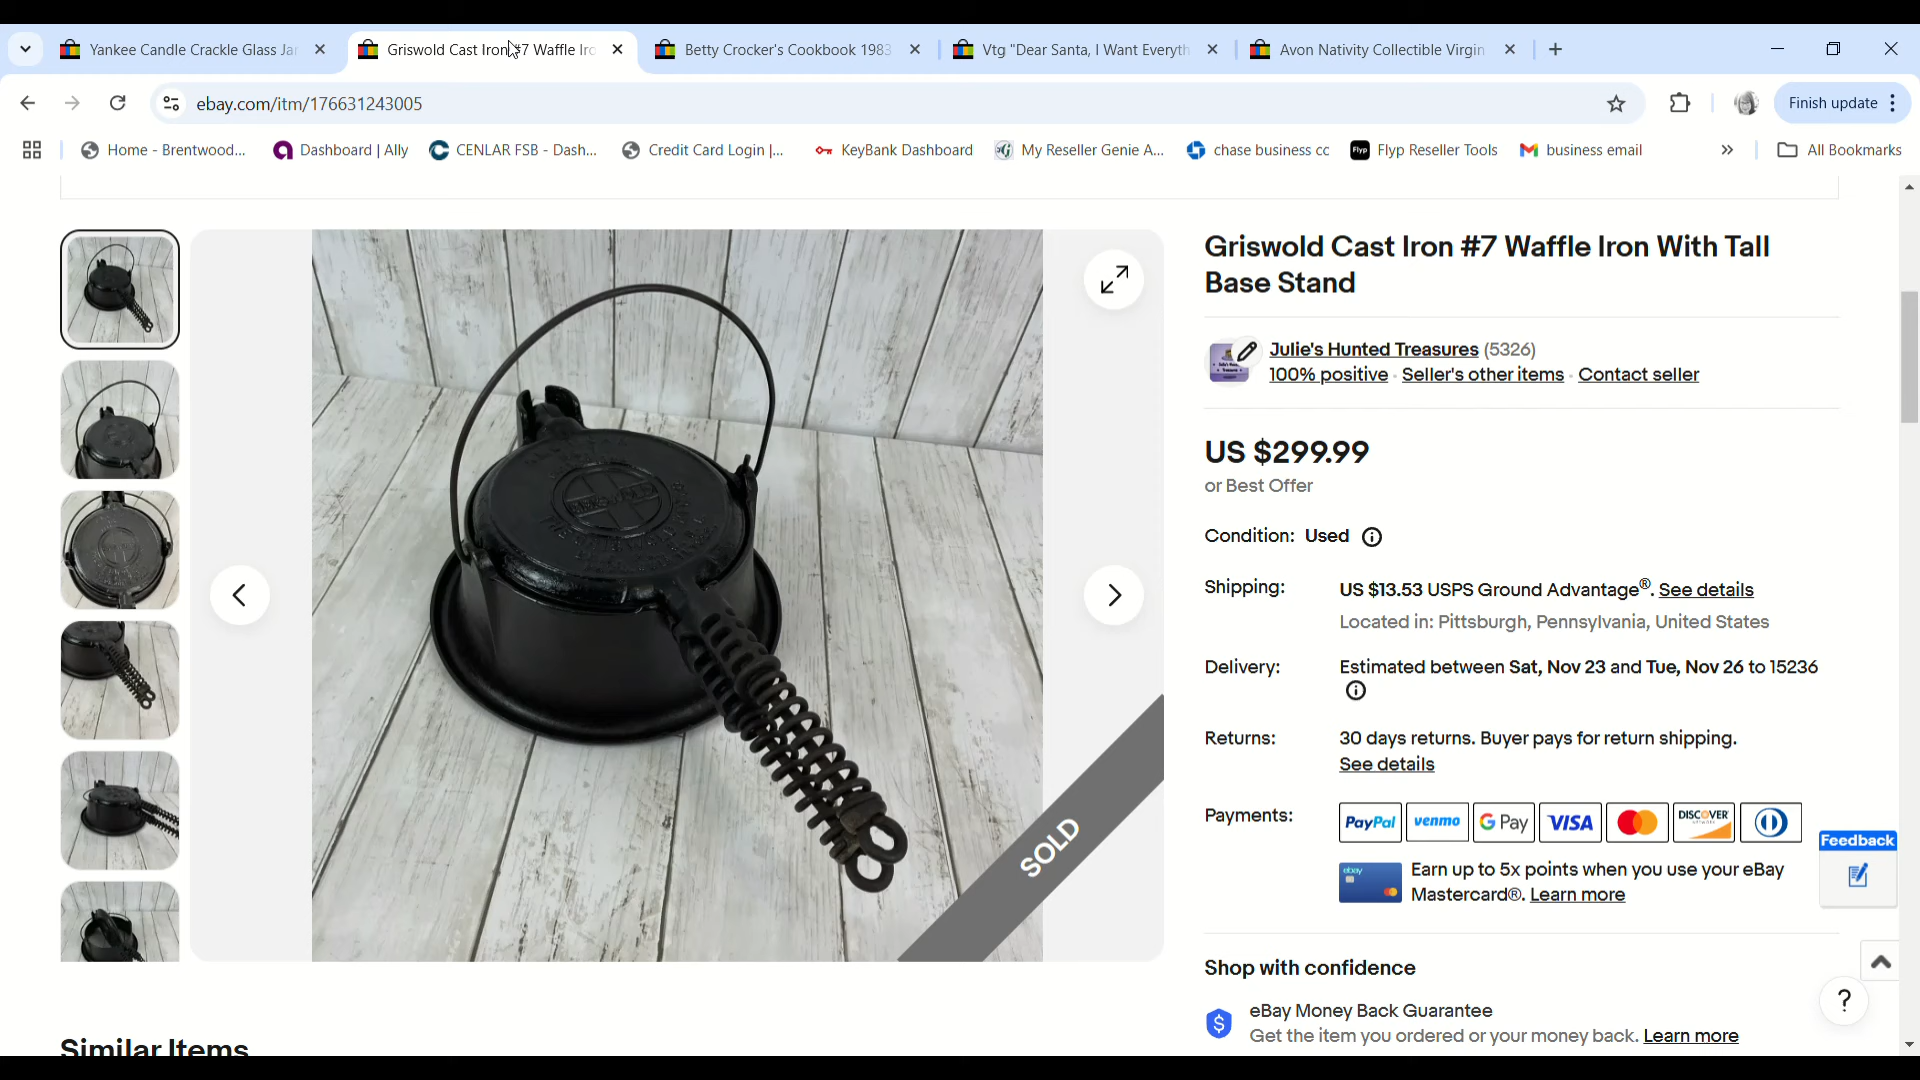 Yankee Candle Crackle Glass Jar
Griswold Cast Iron #7 Waffle Iro
Betty Crocker's Cookbook 1983
Vtg "Dear Santa, I Want Everyth
Avon Nativity Collectible Virgin
ebay.com/itm/176631243005
Finish update
Home - Brentwood...
Dashboard | Ally
CENLAR FSB - Dash...
Credit Card Login |...
KeyBank Dashboard
My Reseller Genie A...
chase business cc
Flyp
Flyp Reseller Tools
business email
All Bookmarks
Griswold Cast Iron #7 Waffle Iron With Tall
Base Stand
Julie's Hunted Treasures (5326)
100% positive · Seller's other items · Contact seller
US $299.99
or Best Offer
Condition: Used
Shipping: US $13.53 USPS Ground Advantage®. See details
Located in: Pittsburgh, Pennsylvania, United States
Delivery: Estimated between Sat, Nov 23 and Tue, Nov 26 to 15236
Returns: 30 days returns. Buyer pays for return shipping.
See details
Payments: PayPal venmo G Pay VISA DISCOVER
ebay
Earn up to 5x points when you use your eBay
Mastercard®. Learn more
Feedback
SOLD
Shop with confidence
eBay Money Back Guarantee
Get the item you ordered or your money back. Learn more
?
Similar Items